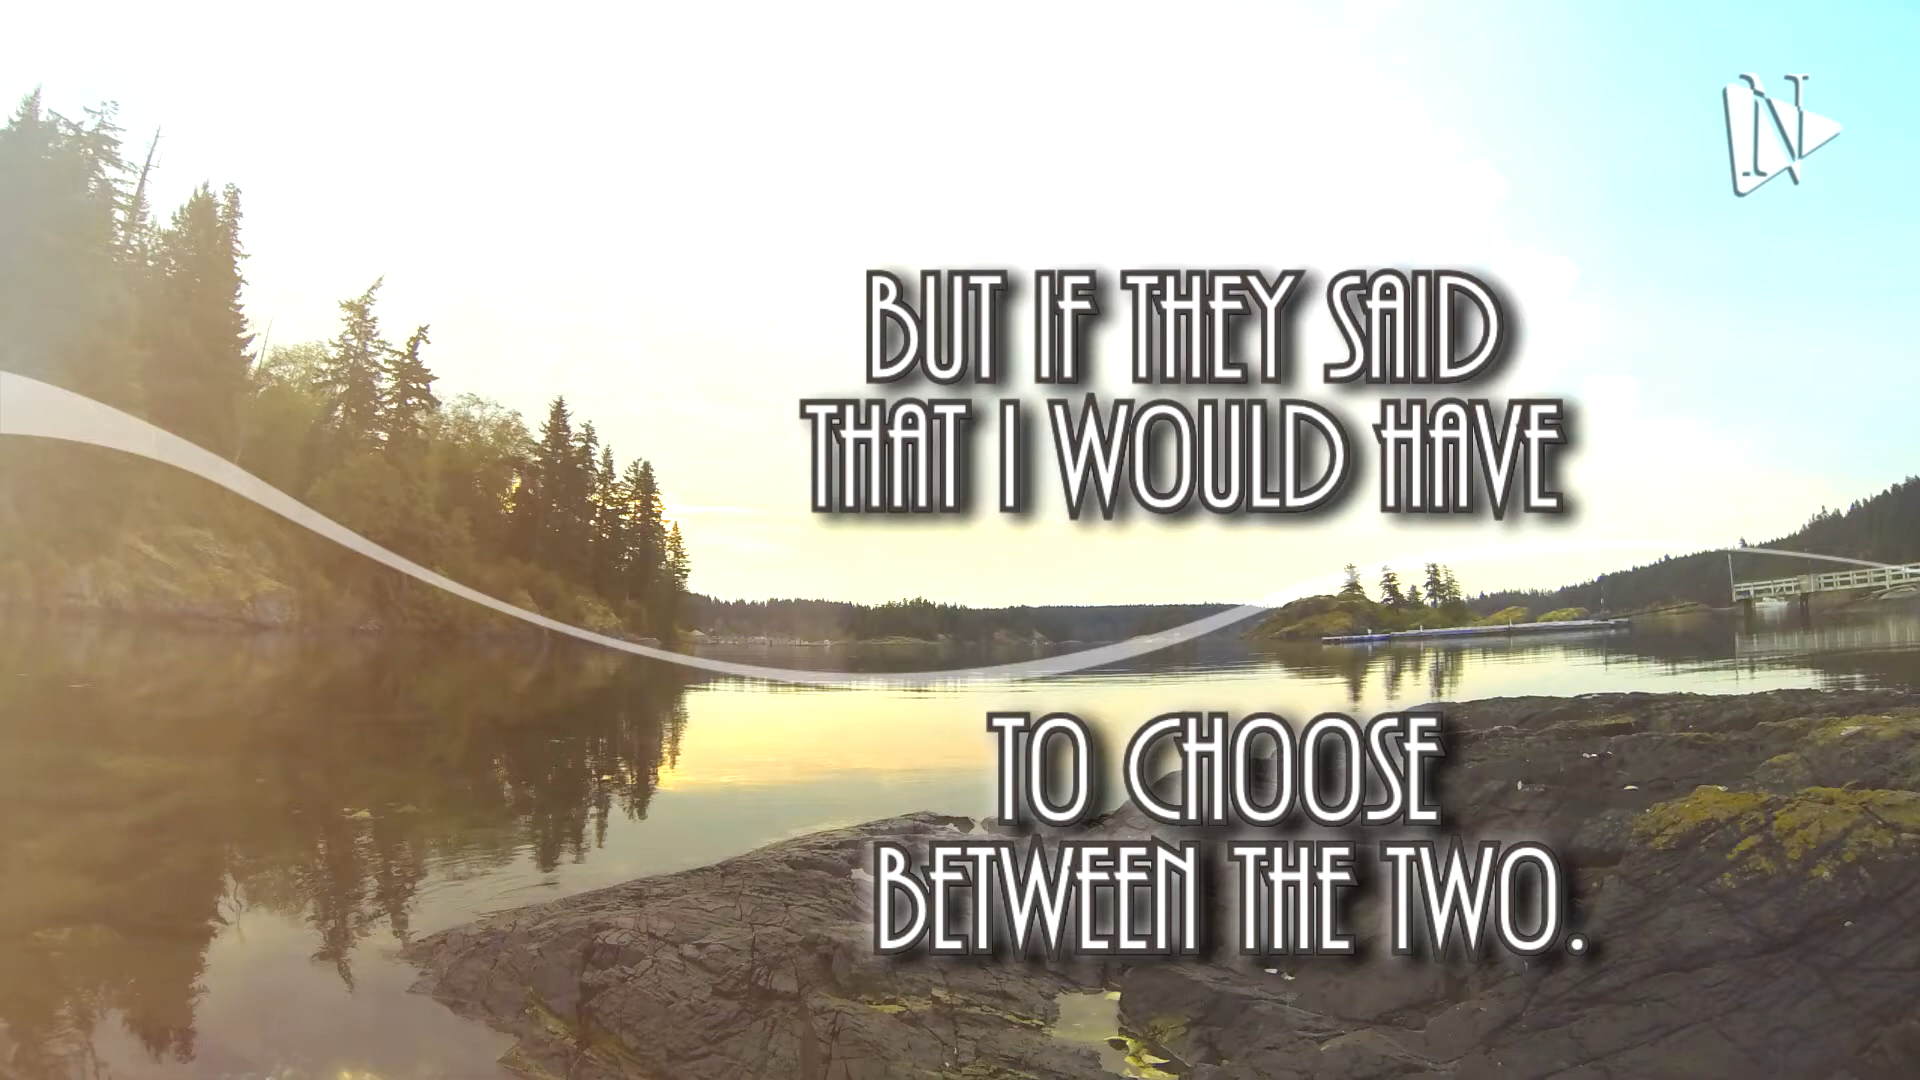 N
BUT IF THEY SAID
THAT I WOULD HAVE
TO CHOOSE
BETWEEN THE TWO.